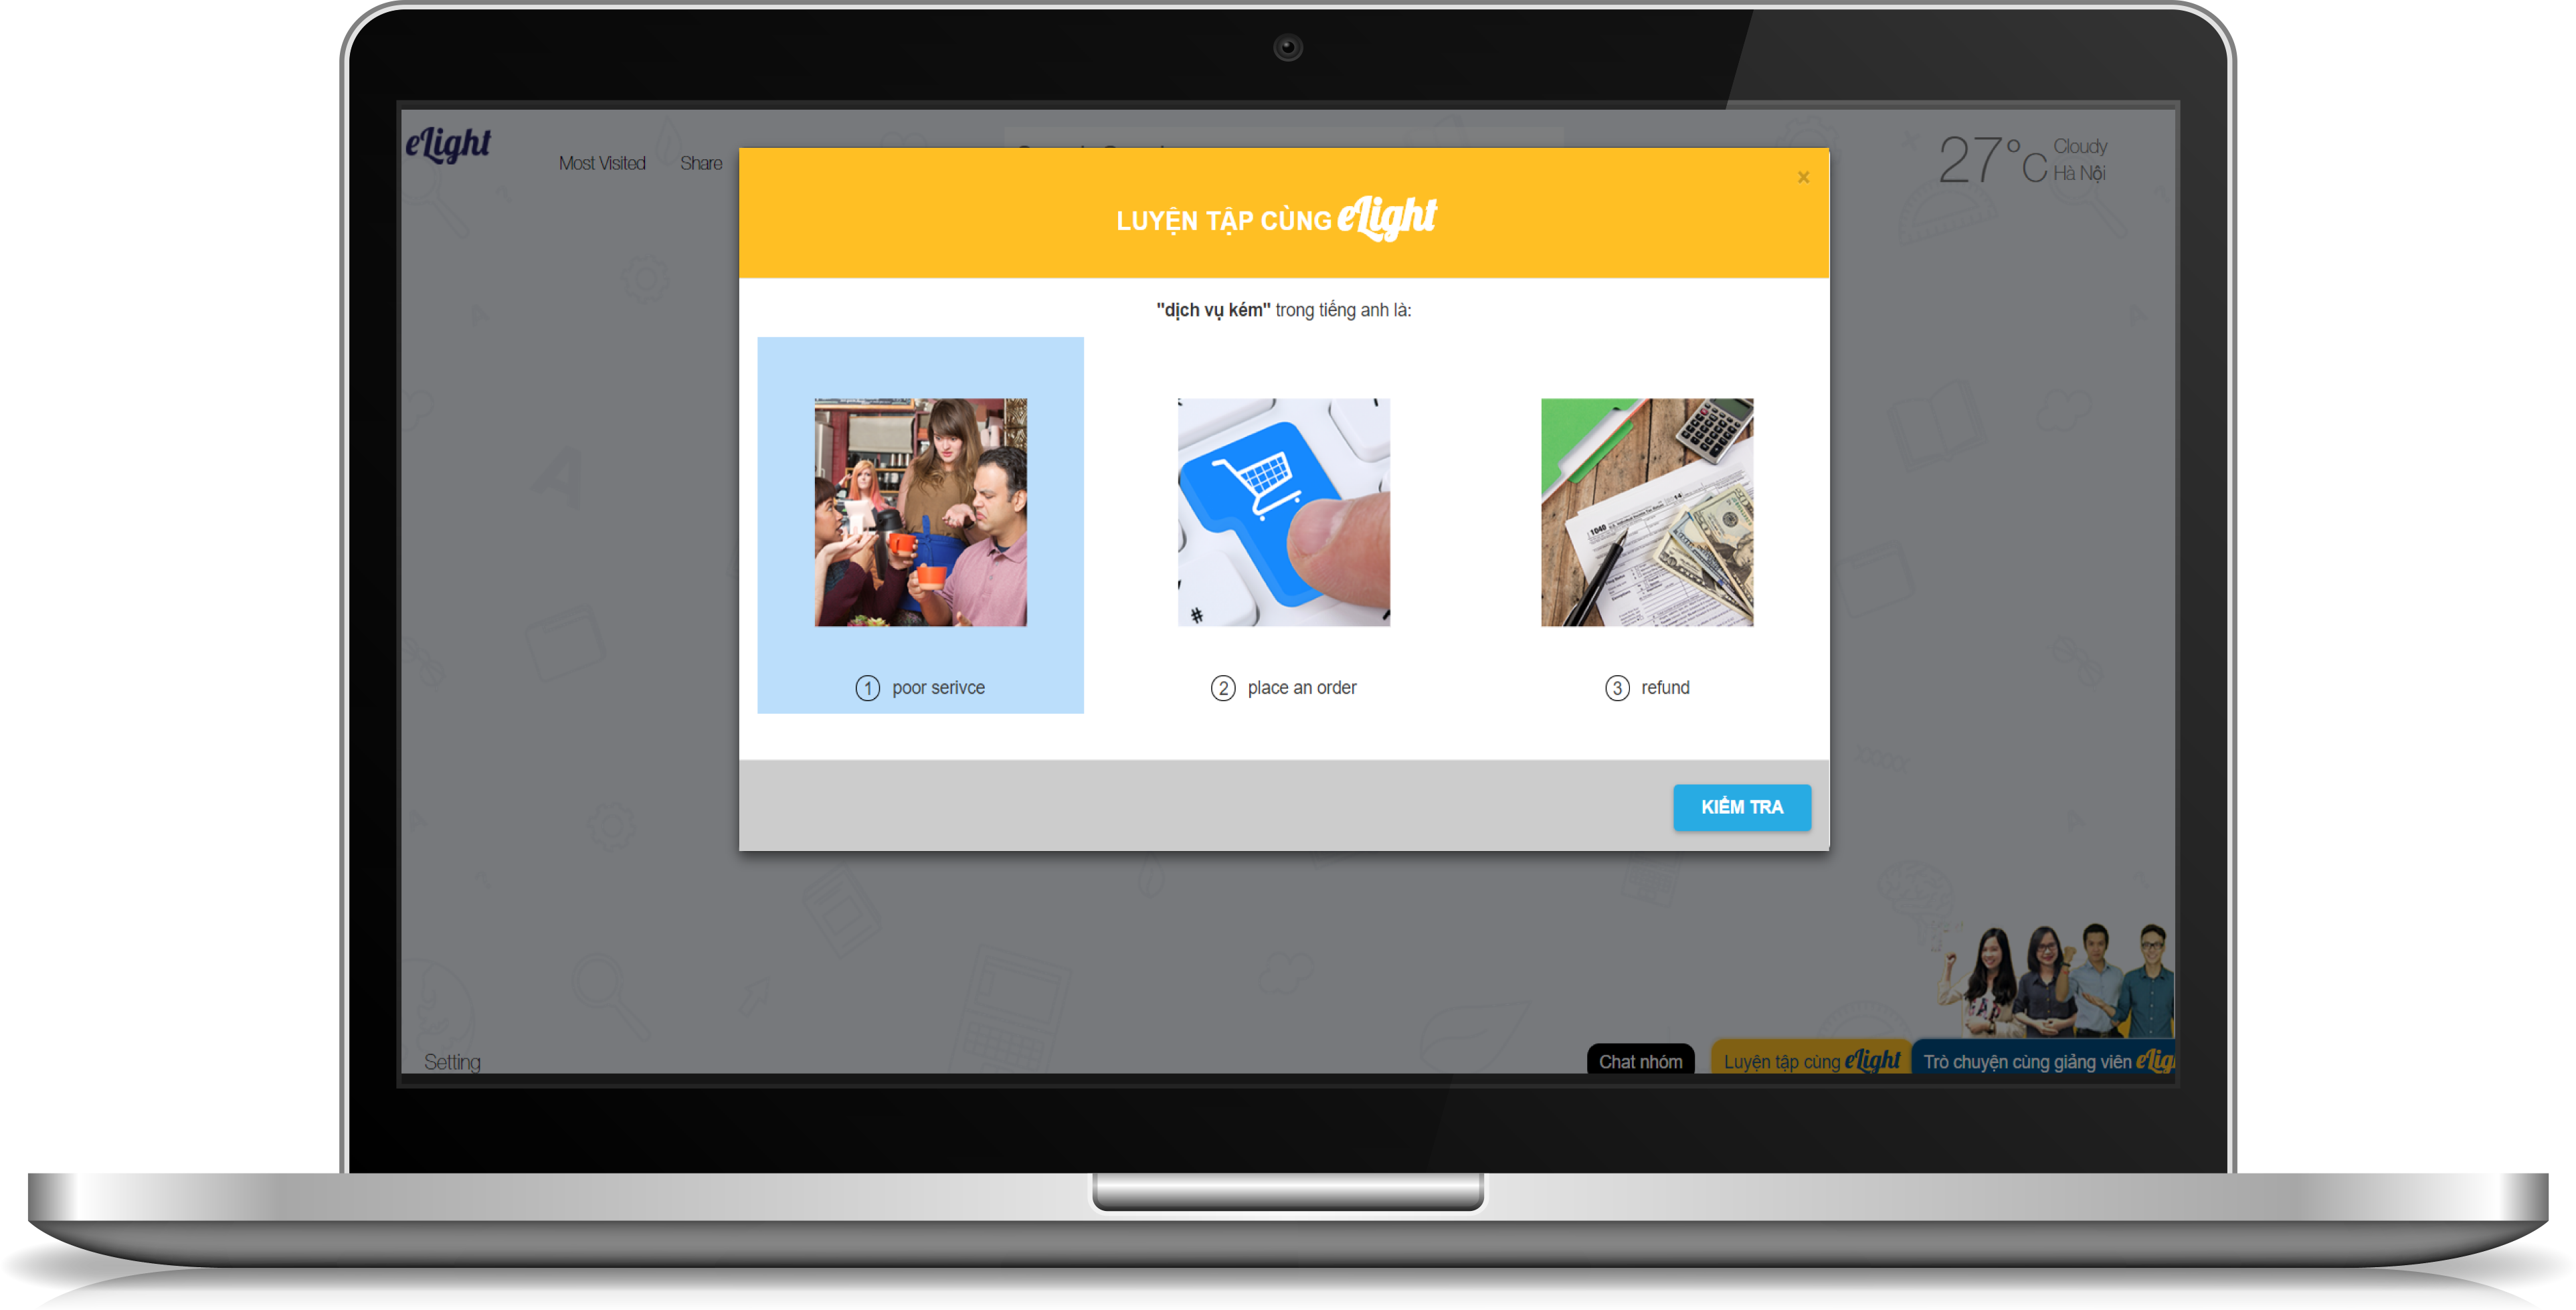 eLight
Most Visited Share
27°C Cloudy
Hà Nội
×
LUYỆN TẬP CÙNG eLight
"dịch vụ kém" trong tiếng anh là:
1040
#
1 poor serivce
2 place an order
3 refund
KIỂM TRA
Setting
Chat nhóm
Luyện tập cùng eLight
Trò chuyện cùng giảng viên eLig